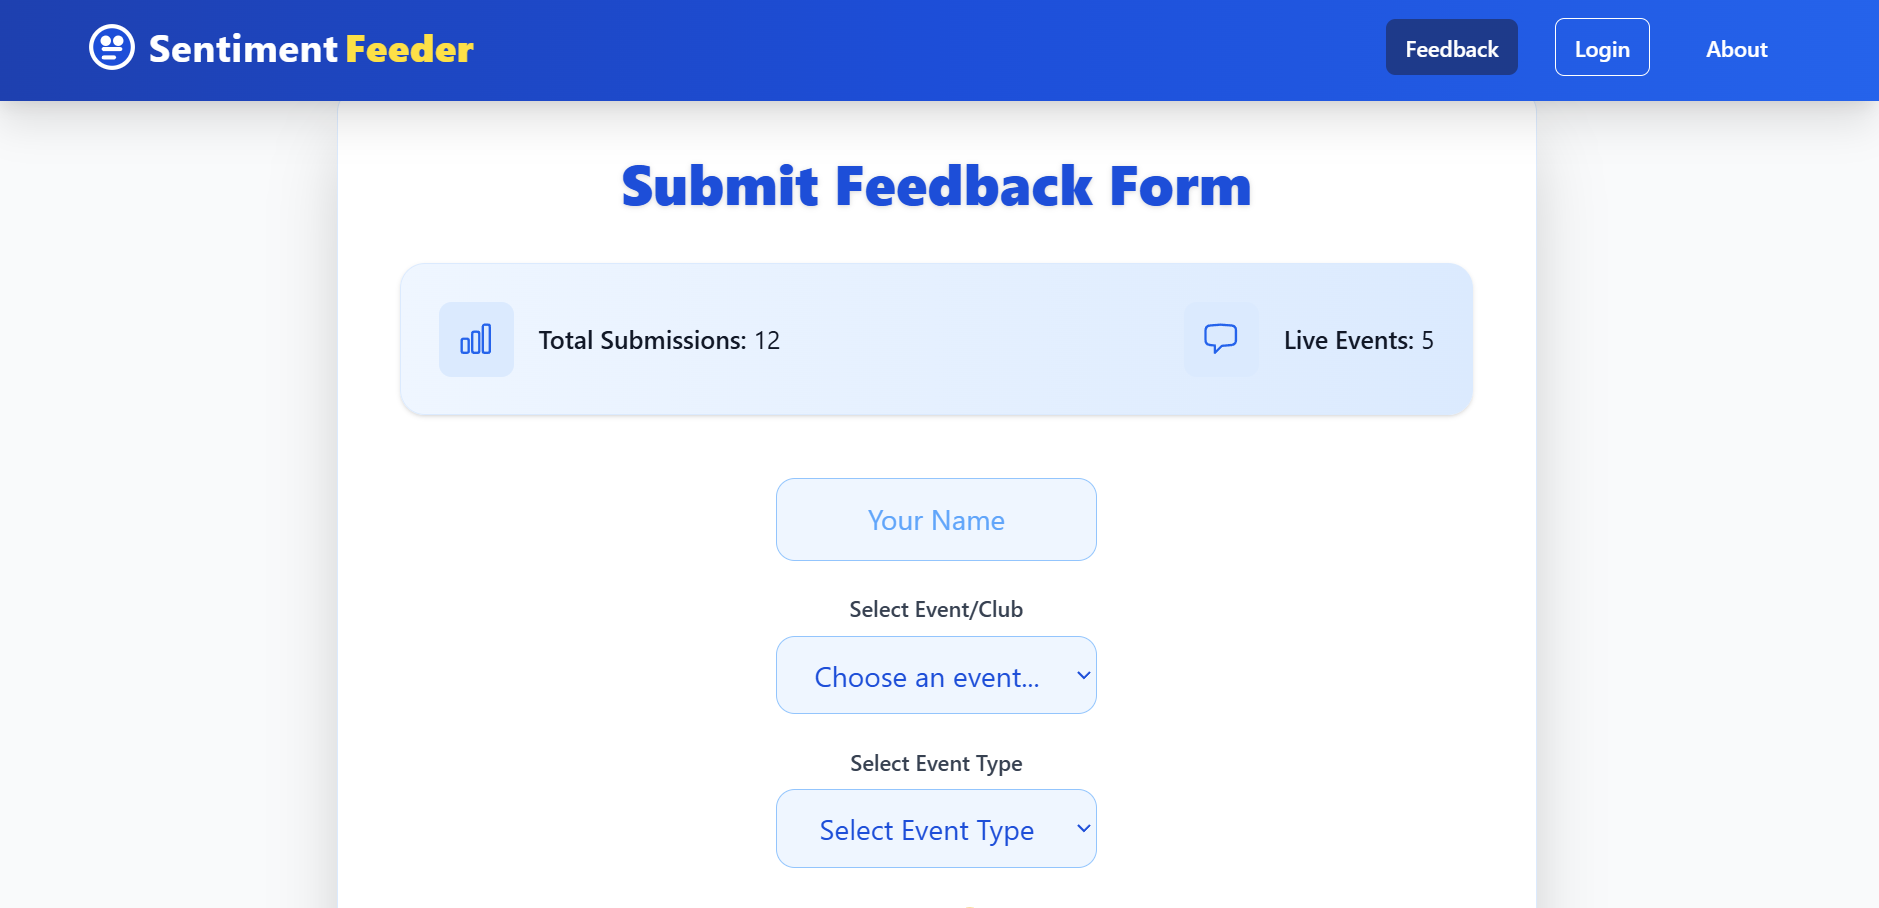 Sentiment Feeder
Feedback
Login
About
Submit Feedback Form
Total Submissions: 12
Live Events: 5
Your Name
Select Event/Club
Choose an event...
Select Event Type
Select Event Type